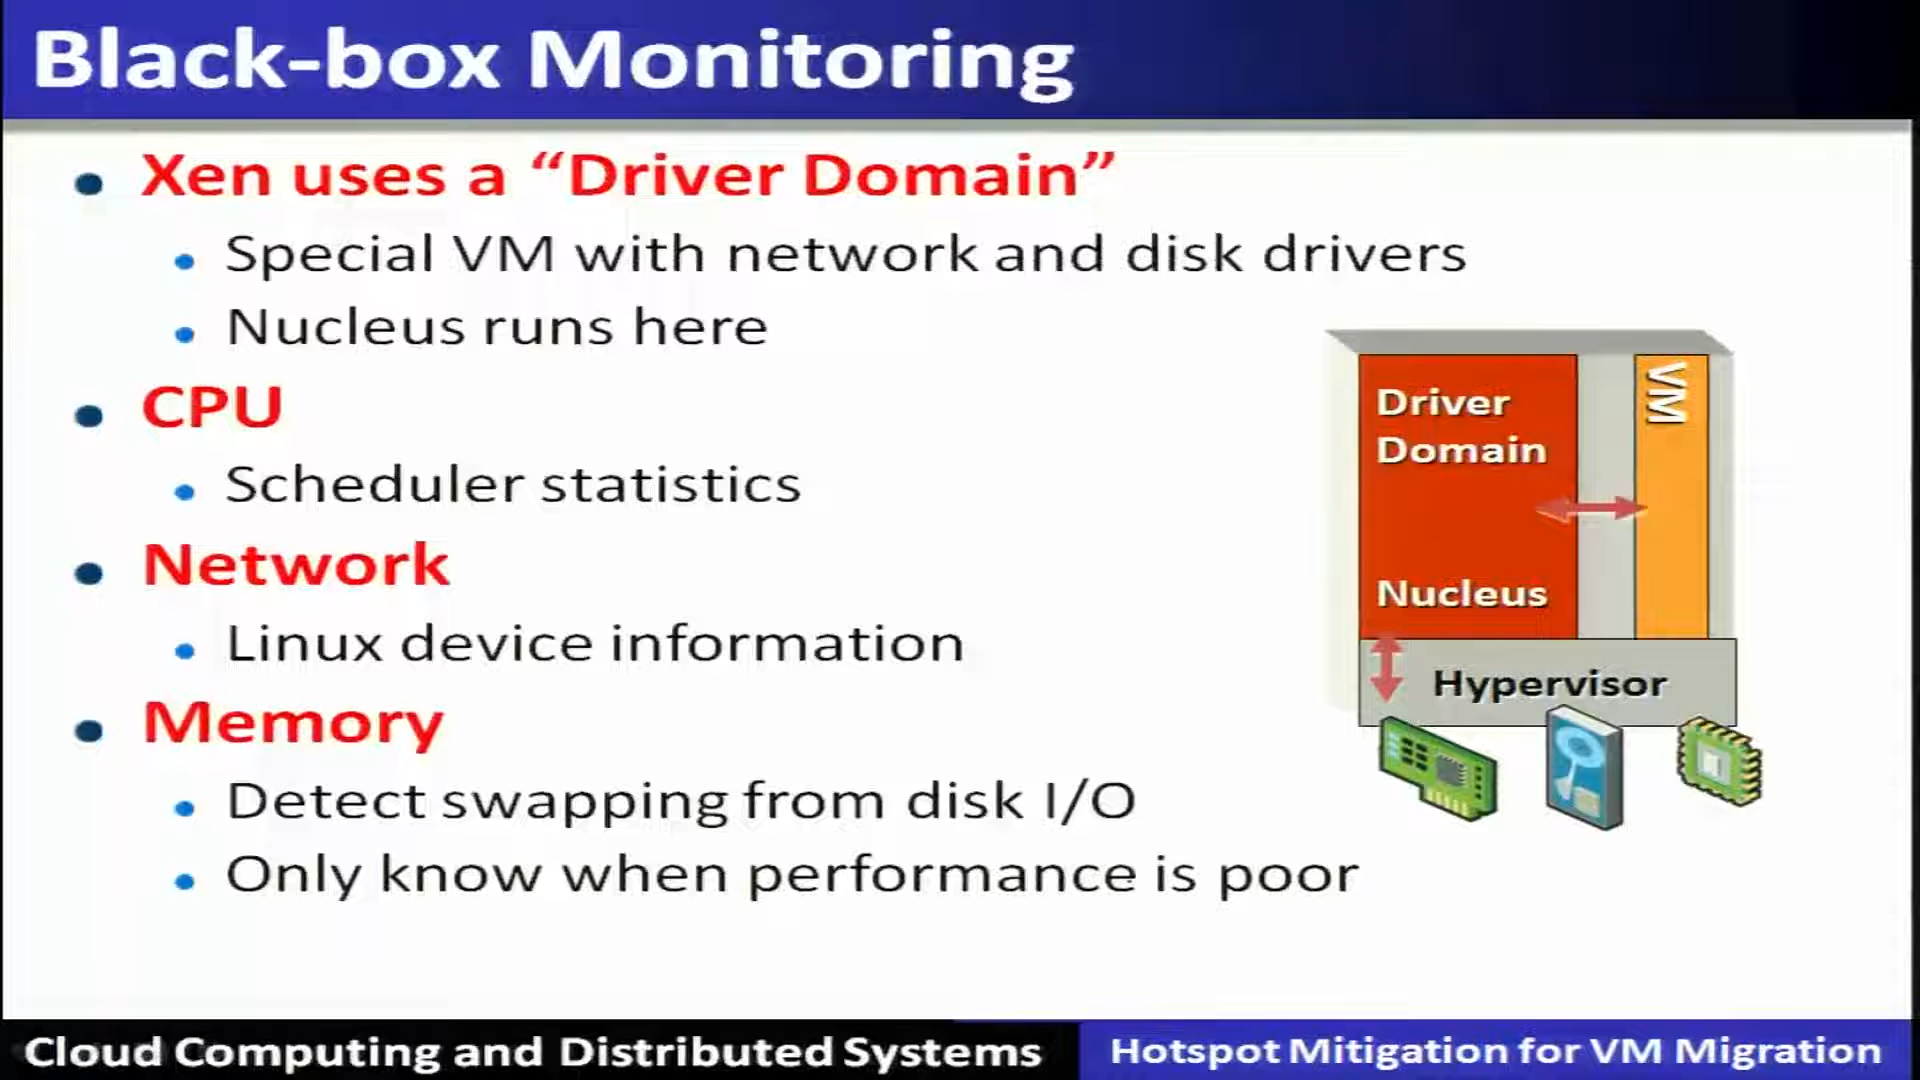 Black-box Monitoring
Xen uses a “Driver Domain”
Special VM with network and disk drivers
Nucleus runs here
CPU
Scheduler statistics
Network
Linux device information
Memory
Detect swapping from disk I/O
Only know when performance is poor
Driver
Domain
VM
Nucleus
Hypervisor
Cloud Computing and Distributed Systems
Hotspot Mitigation for VM Migration